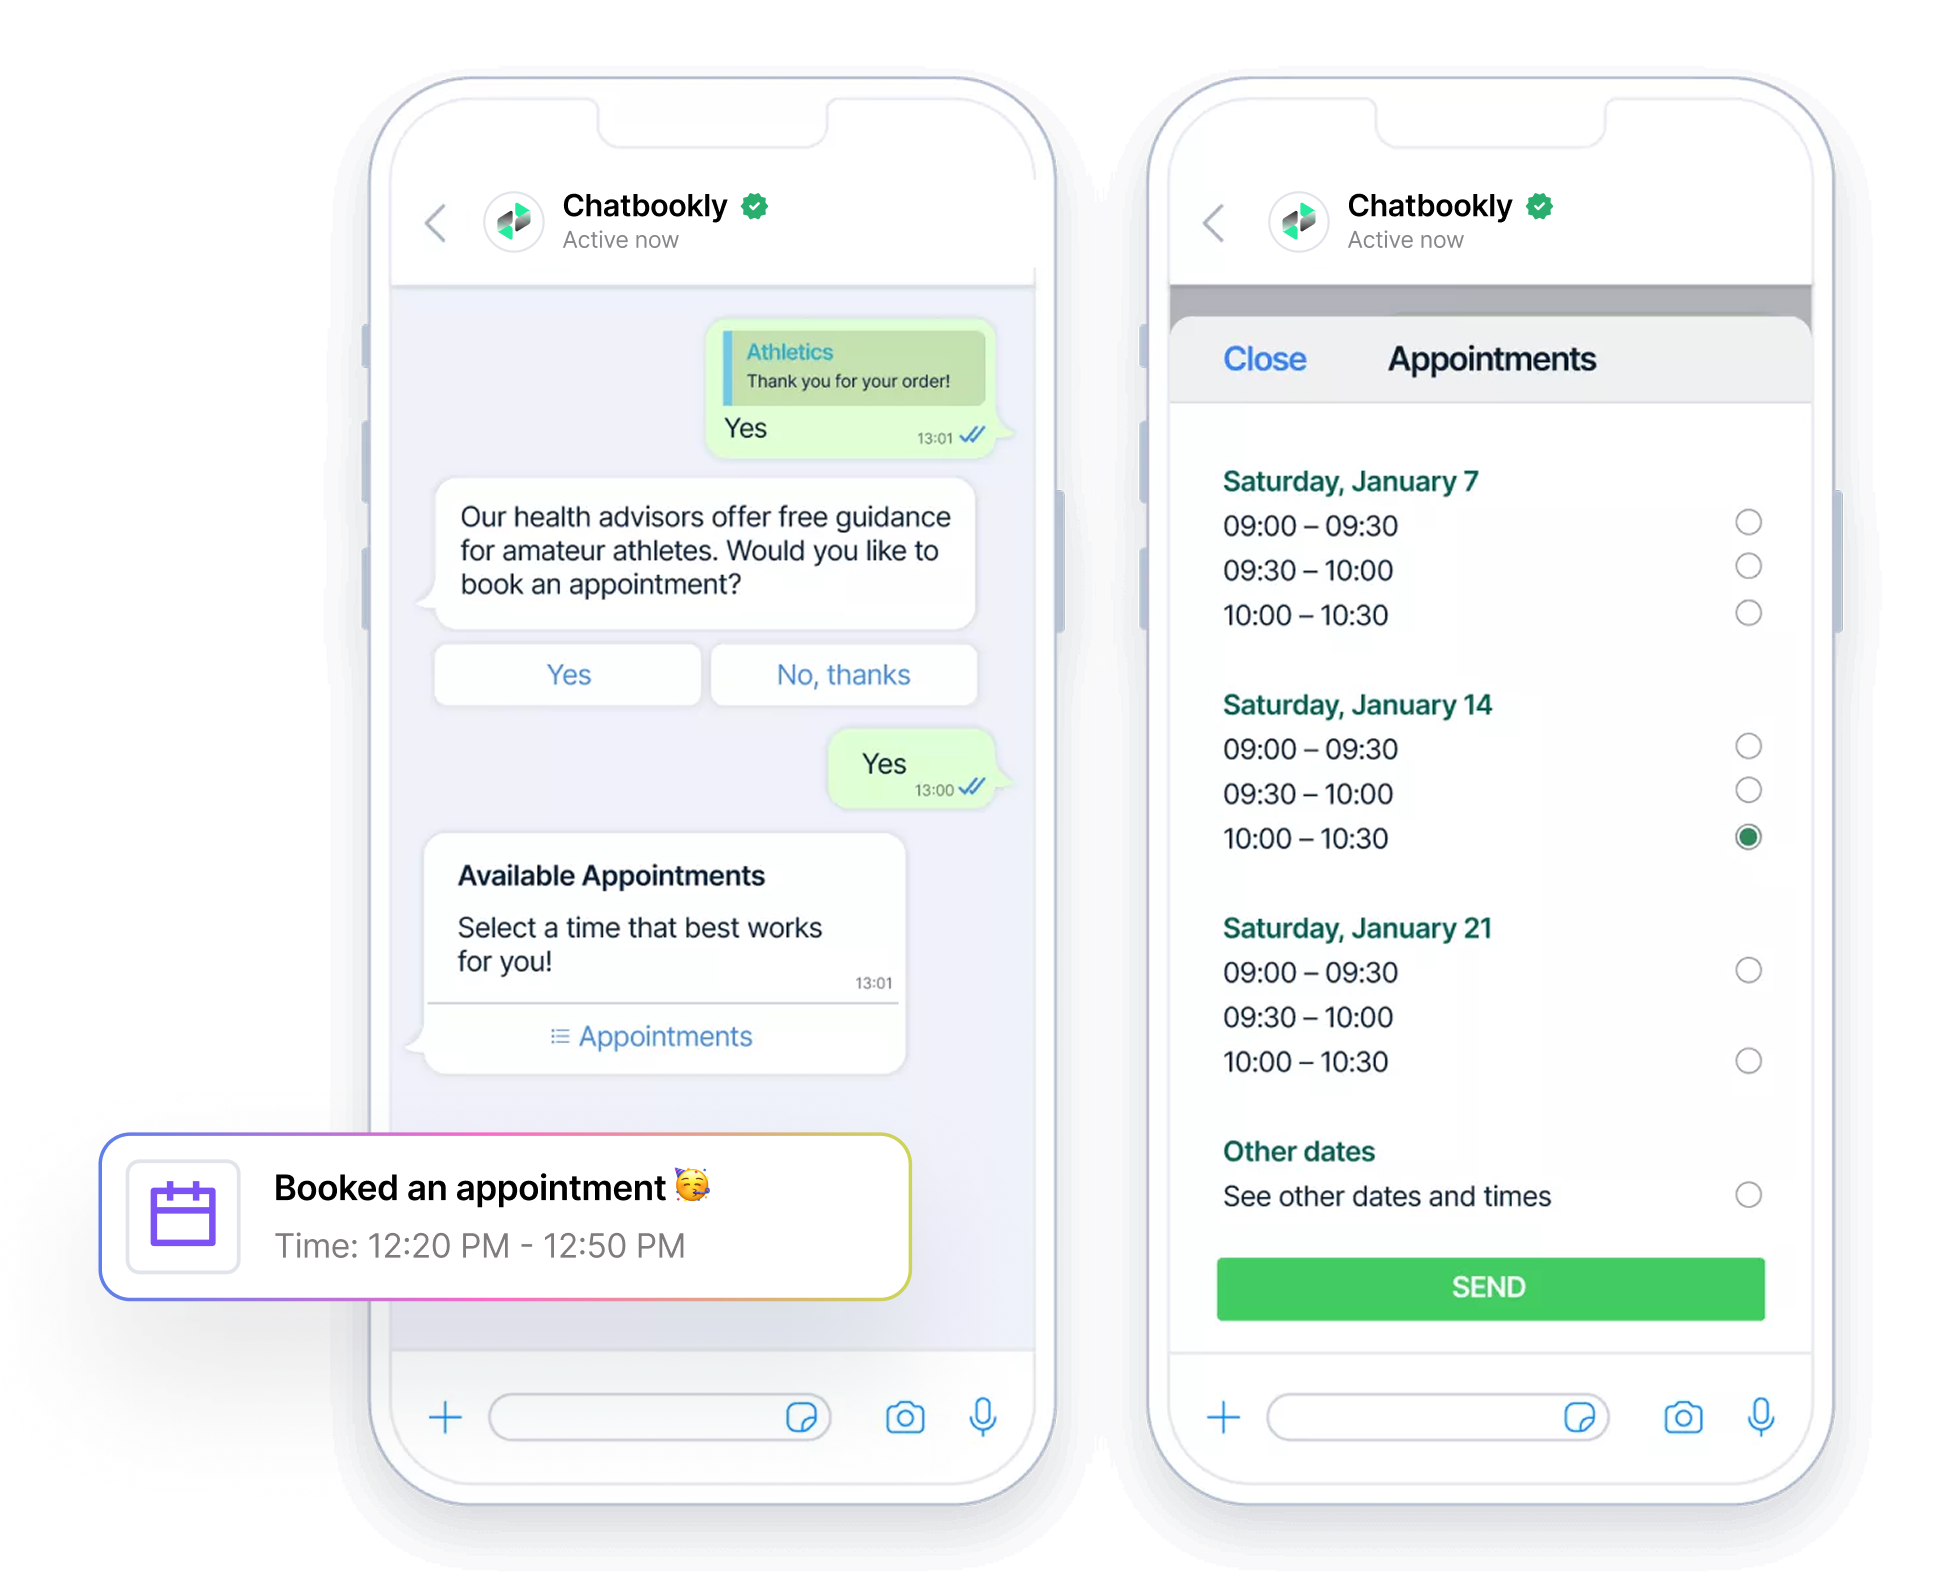 Chatbookly
Active now
Athletics
Thank you for your order!
Yes
13:01
Our health advisors offer free guidance
for amateur athletes. Would you like to
book an appointment?
Yes
No, thanks
Yes
13:00
Available Appointments
Select a time that best works
for you!
13:01
Appointments
Booked an appointment 🥳
Time: 12:20 PM - 12:50 PM
Chatbookly
Active now
Close
Appointments
Saturday, January 7
09:00 – 09:30
09:30 – 10:00
10:00 – 10:30
Saturday, January 14
09:00 – 09:30
09:30 – 10:00
10:00 – 10:30
Saturday, January 21
09:00 – 09:30
09:30 – 10:00
10:00 – 10:30
Other dates
See other dates and times
SEND